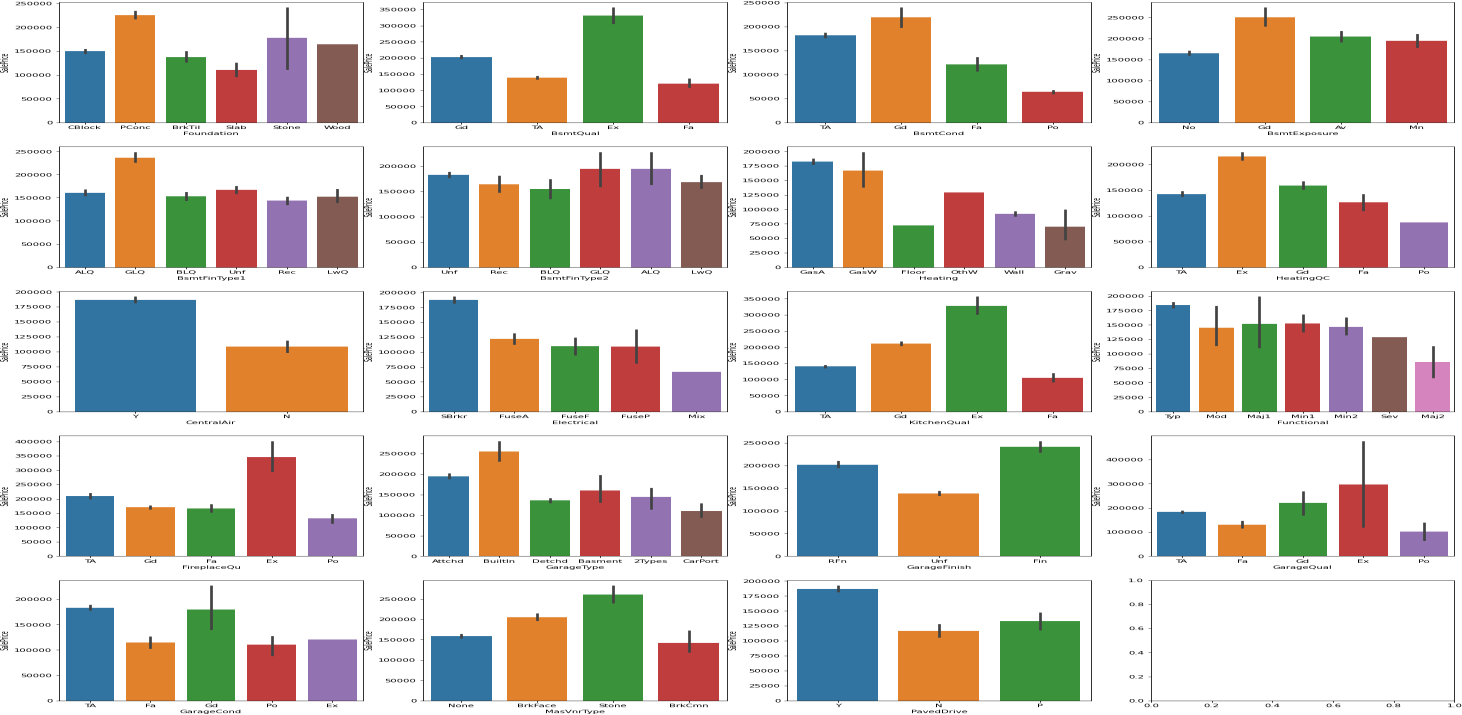 250000
200000
150000
100000
50000
0
SalePrice
CBlock PConc BrkTil Slab Stone Wood
Foundation
350000
300000
250000
200000
150000
100000
50000
0
SalePrice
Gd TA Ex Fa
BsmtQual
250000
200000
150000
100000
50000
0
SalePrice
TA Gd Fa Po
BsmtCond
250000
200000
150000
100000
50000
0
SalePrice
No Gd Av Mn
BsmtExposure
250000
200000
150000
100000
50000
0
SalePrice
ALQ GLQ BLQ Unf Rec LwQ
BsmtFinType1
200000
150000
100000
50000
0
SalePrice
Unf Rec BLQ GLQ ALQ LwQ
BsmtFinType2
200000
175000
150000
125000
100000
75000
50000
25000
0
SalePrice
GasA GasW Floor OthW Wall Grav
Heating
200000
150000
100000
50000
0
SalePrice
TA Ex Gd Fa Po
HeatingQC
200000
175000
150000
125000
100000
75000
50000
25000
0
SalePrice
Y N
CentralAir
200000
175000
150000
125000
100000
75000
50000
25000
0
SalePrice
SBrkr FuseA FuseF FuseP Mix
Electrical
350000
300000
250000
200000
150000
100000
50000
0
SalePrice
TA Gd Ex Fa
KitchenQual
200000
175000
150000
125000
100000
75000
50000
25000
0
SalePrice
Typ Mod Maj1 Min1 Min2 Sev Maj2
Functional
400000
350000
300000
250000
200000
150000
100000
50000
0
SalePrice
TA Gd Fa Ex Po
FireplaceQu
250000
200000
150000
100000
50000
0
SalePrice
Attchd BuiltIn Detchd Basment 2Types CarPort
GarageType
250000
200000
150000
100000
50000
0
SalePrice
RFn Unf Fin
GarageFinish
400000
300000
200000
100000
0
SalePrice
TA Fa Gd Ex Po
GarageQual
200000
150000
100000
50000
0
SalePrice
TA Fa Gd Po Ex
GarageCond
250000
200000
150000
100000
50000
0
SalePrice
None BrkFace Stone BrkCmn
MasVnrType
200000
175000
150000
125000
100000
75000
50000
25000
0
SalePrice
Y N P
PavedDrive
1.0
0.8
0.6
0.4
0.2
0.0
0.0 0.2 0.4 0.6 0.8 1.0